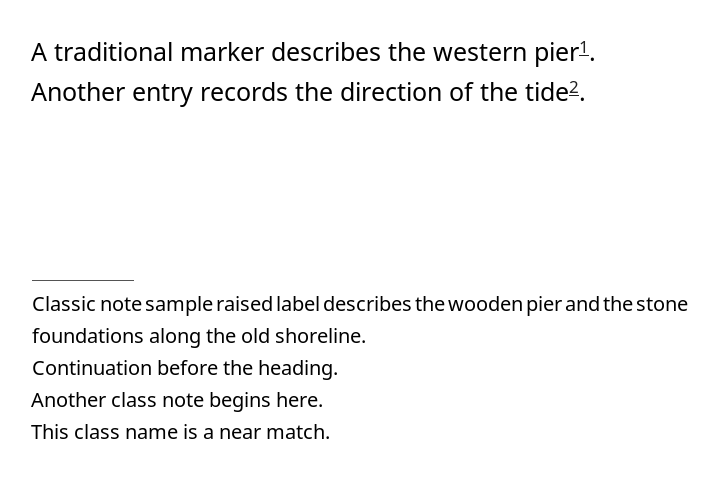 A traditional marker describes the western pier1.
Another entry records the direction of the tide2.
Classic note sample raised label describes the wooden pier and the stone
foundations along the old shoreline.
Continuation before the heading.
Another class note begins here.
This class name is a near match.